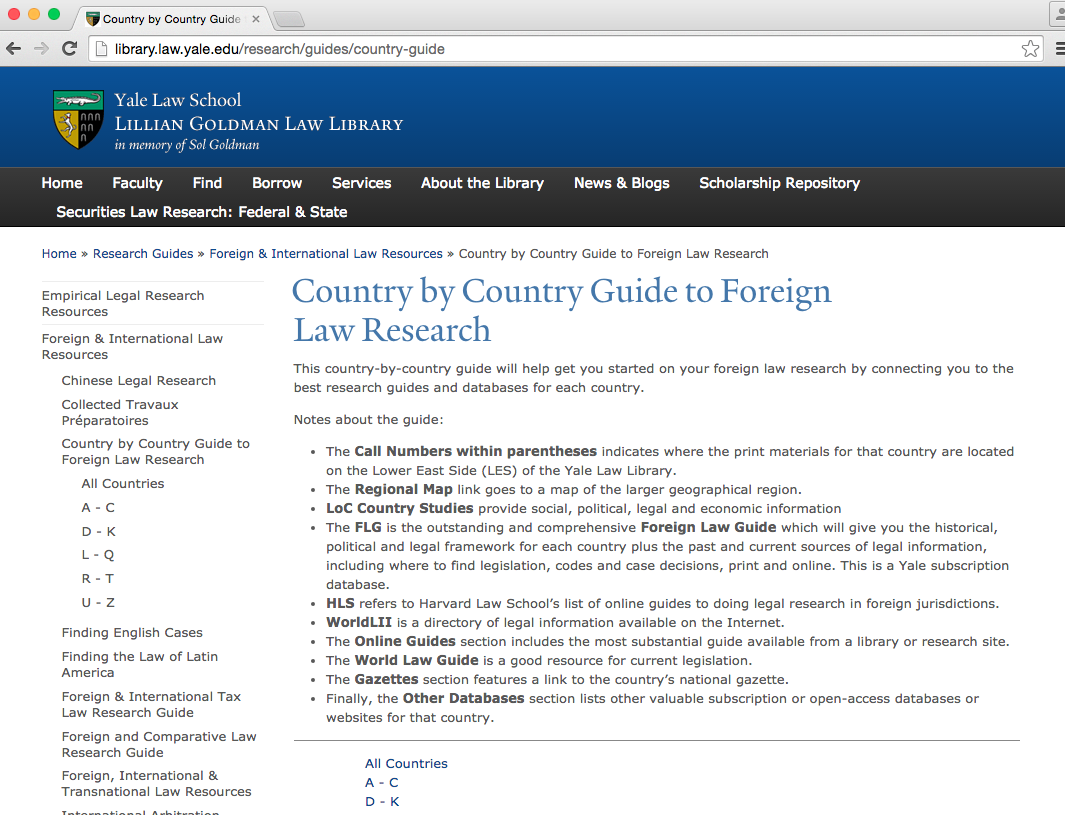 Country by Country Guide
library.law.yale.edu/research/guides/country-guide
Yale Law School
LILLIAN GOLDMAN LAW LIBRARY
in memory of Sol Goldman
Home Faculty Find Borrow Services About the Library News & Blogs Scholarship Repository
Securities Law Research: Federal & State
Home » Research Guides » Foreign & International Law Resources » Country by Country Guide to Foreign Law Research
Empirical Legal Research
Resources
Foreign & International Law
Resources
Chinese Legal Research
Collected Travaux
Préparatoires
Country by Country Guide to
Foreign Law Research
All Countries
A - C
D - K
L - Q
R - T
U - Z
Finding English Cases
Finding the Law of Latin
America
Foreign & International Tax
Law Research Guide
Foreign and Comparative Law
Research Guide
Foreign, International &
Transnational Law Resources
International Arbitration
Country by Country Guide to Foreign
Law Research
This country-by-country guide will help get you started on your foreign law research by connecting you to the
best research guides and databases for each country.
Notes about the guide:
• The Call Numbers within parentheses indicates where the print materials for that country are located
on the Lower East Side (LES) of the Yale Law Library.
• The Regional Map link goes to a map of the larger geographical region.
• LoC Country Studies provide social, political, legal and economic information
• The FLG is the outstanding and comprehensive Foreign Law Guide which will give you the historical,
political and legal framework for each country plus the past and current sources of legal information,
including where to find legislation, codes and case decisions, print and online. This is a Yale subscription
database.
• HLS refers to Harvard Law School's list of online guides to doing legal research in foreign jurisdictions.
• WorldLII is a directory of legal information available on the Internet.
• The Online Guides section includes the most substantial guide available from a library or research site.
• The World Law Guide is a good resource for current legislation.
• The Gazettes section features a link to the country's national gazette.
• Finally, the Other Databases section lists other valuable subscription or open-access databases or
websites for that country.
All Countries
A - C
D - K